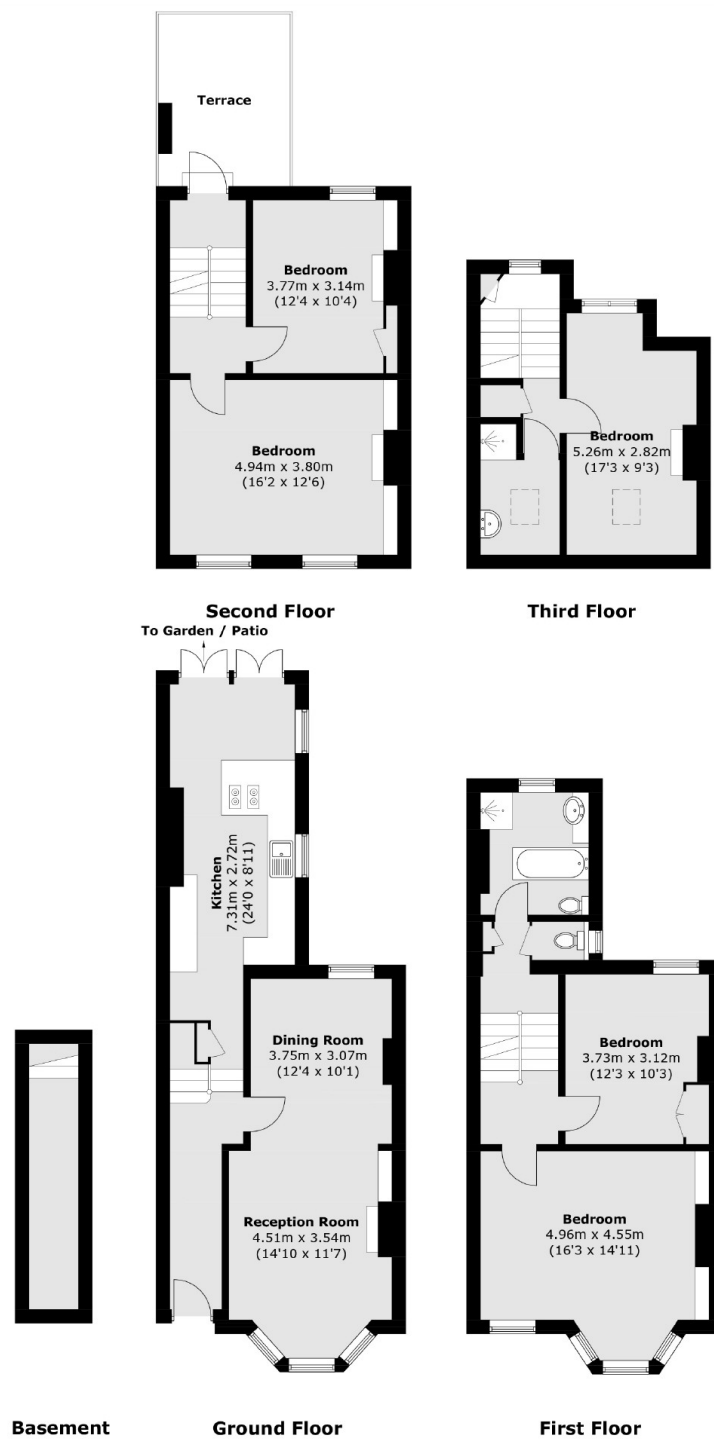 Terrace
Bedroom
3.77m x 3.14m
(12'4 x 10'4)
Bedroom
4.94m x 3.80m
(16'2 x 12'6)
Second Floor
Bedroom
5.26m x 2.82m
(17'3 x 9'3)
Third Floor
To Garden / Patio
Kitchen
7.31m x 2.72m
(24'0 x 8'11)
Dining Room
3.75m x 3.07m
(12'4 x 10'1)
Reception Room
4.51m x 3.54m
(14'10 x 11'7)
Bedroom
3.73m x 3.12m
(12'3 x 10'3)
Bedroom
4.96m x 4.55m
(16'3 x 14'11)
Basement
Ground Floor
First Floor